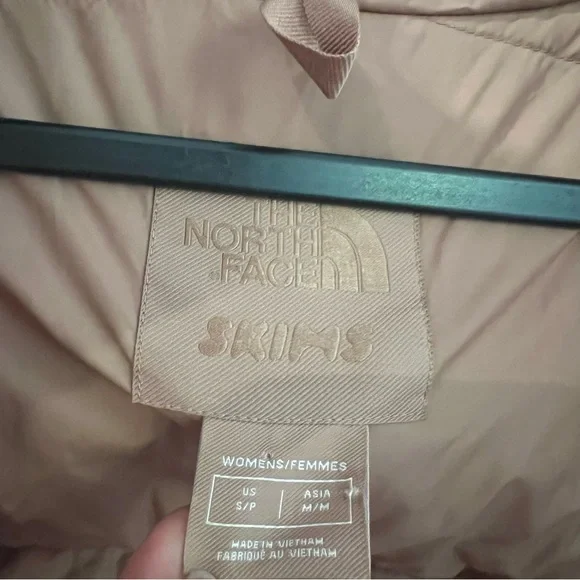 THE
NORTH
FACE
SKIMS
WOMENS/FEMMES
US ASIA
S/P M/M
MADE IN VIETNAM
FABRIQUÉ AU VIETNAM